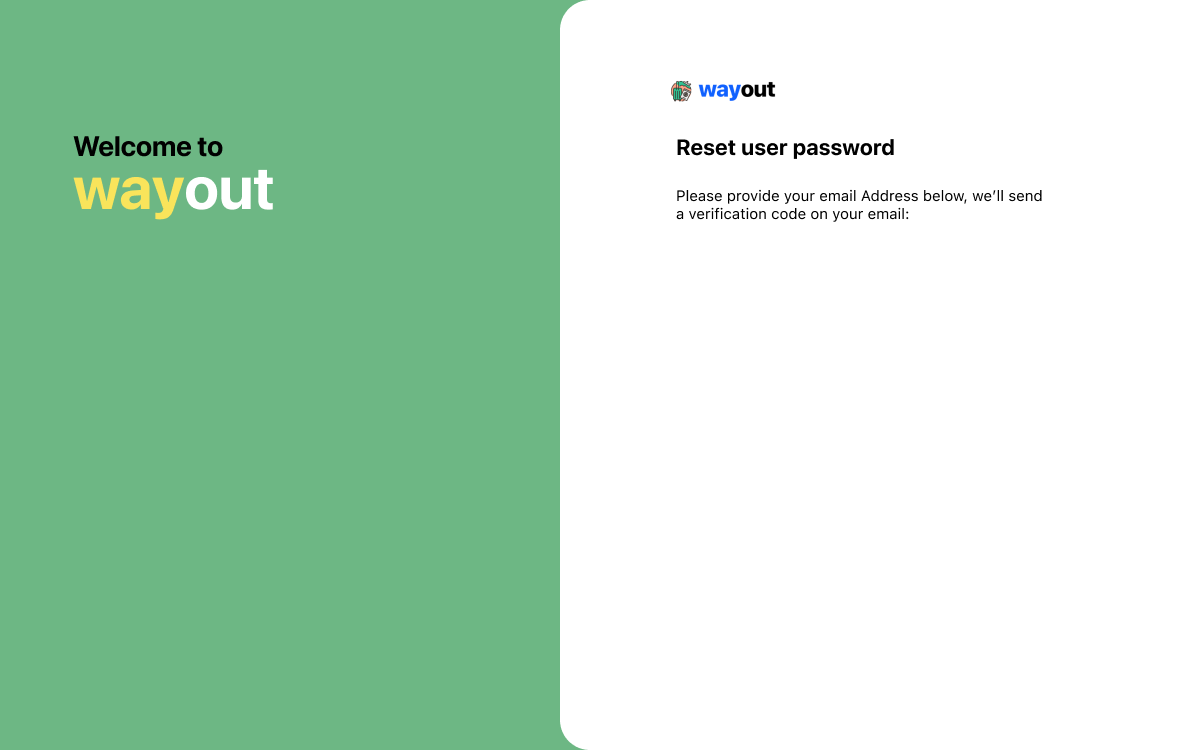 Welcome to
wayout
wayout
Reset user password
Please provide your email Address below, we’ll send
a verification code on your email: